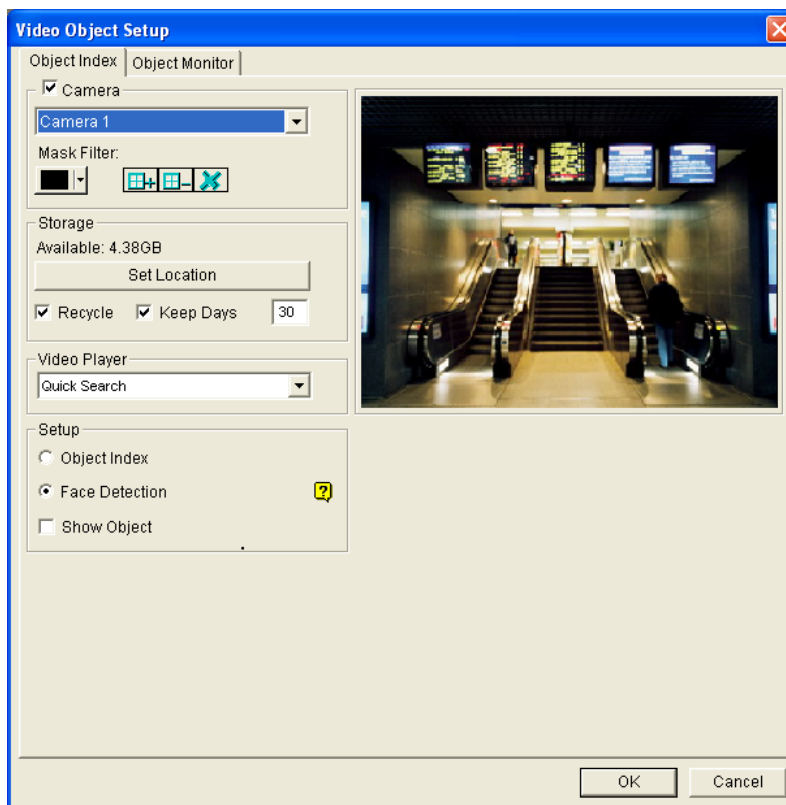 Video Object Setup
Object Index
Object Monitor
Camera
Camera 1
Mask Filter:
Storage
Available: 4.38GB
Set Location
Recycle
Keep Days
30
Video Player
Quick Search
Setup
Object Index
Face Detection
?
Show Object
OK
Cancel